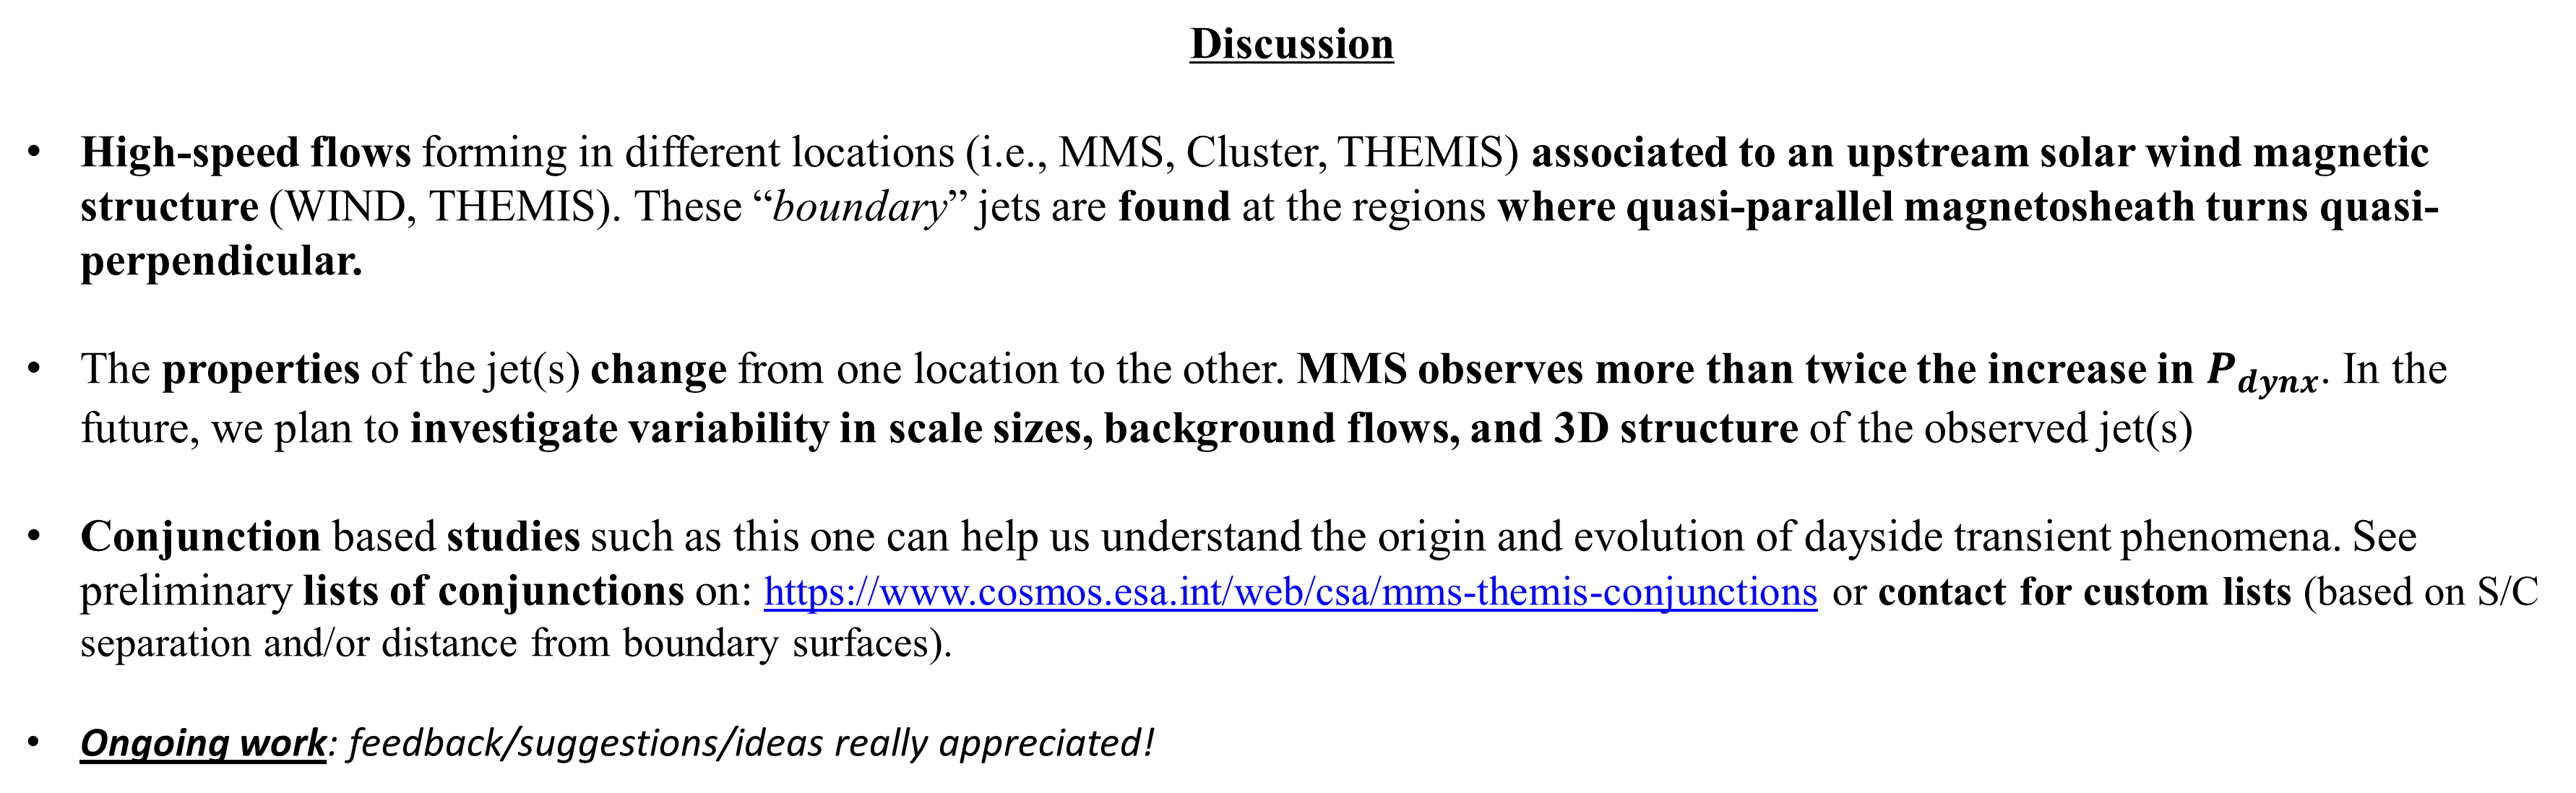 Discussion
• High-speed flows forming in different locations (i.e., MMS, Cluster, THEMIS) associated to an upstream solar wind magnetic
structure (WIND, THEMIS). These “boundary” jets are found at the regions where quasi-parallel magnetosheath turns quasi-
perpendicular.
• The properties of the jet(s) change from one location to the other. MMS observes more than twice the increase in P_dynx. In the
future, we plan to investigate variability in scale sizes, background flows, and 3D structure of the observed jet(s)
• Conjunction based studies such as this one can help us understand the origin and evolution of dayside transient phenomena. See
preliminary lists of conjunctions on: https://www.cosmos.esa.int/web/csa/mms-themis-conjunctions or contact for custom lists (based on S/C
separation and/or distance from boundary surfaces).
• Ongoing work: feedback/suggestions/ideas really appreciated!